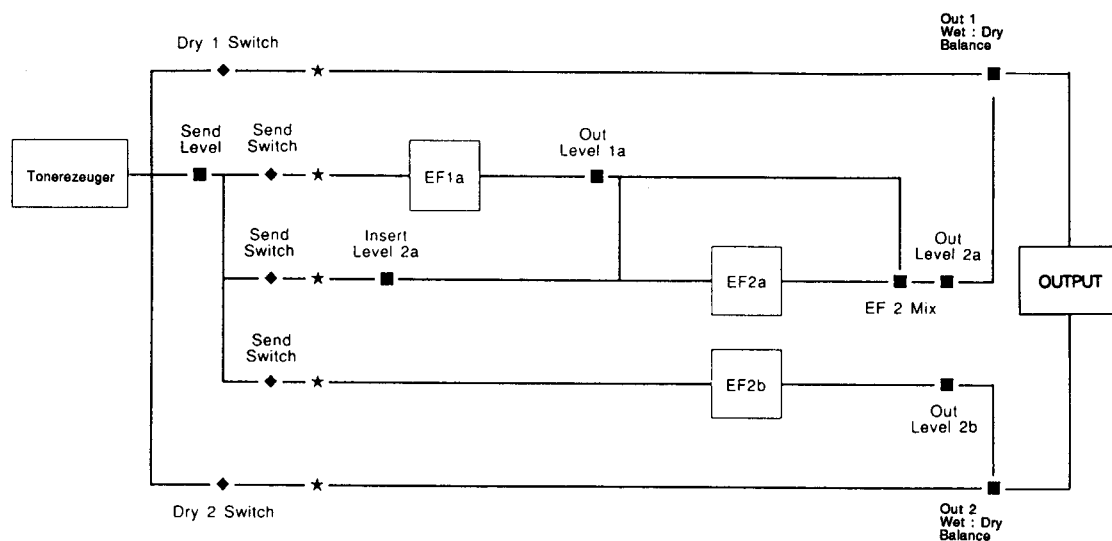 Out 1
Wet : Dry
Balance
Dry 1 Switch
Send
Level
Send
Switch
Out
Level 1a
Tonerezeuger
EF1a
Send
Switch
Insert
Level 2a
Out
Level 2a
EF2a
OUTPUT
EF 2 Mix
Send
Switch
EF2b
Out
Level 2b
Dry 2 Switch
Out 2
Wet : Dry
Balance